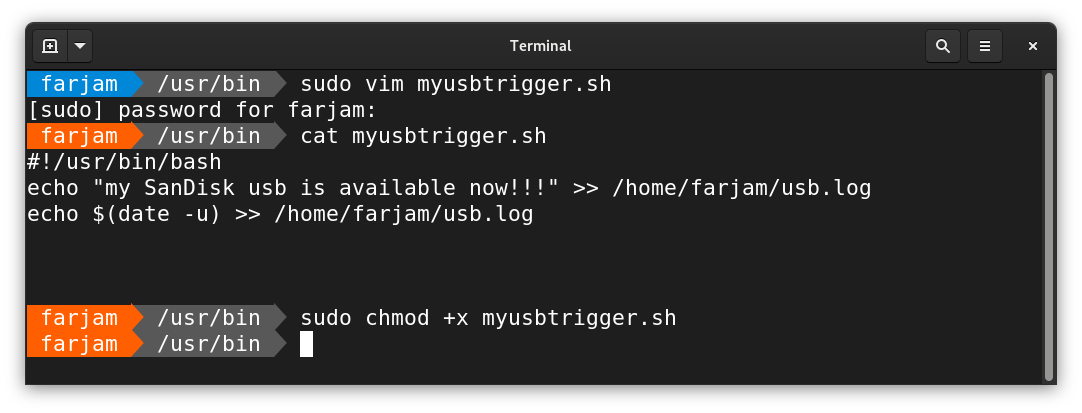 Terminal
farjam /usr/bin sudo vim myusbtrigger.sh
[sudo] password for farjam:
farjam /usr/bin cat myusbtrigger.sh
#!/usr/bin/bash
echo "my SanDisk usb is available now!!!" >> /home/farjam/usb.log
echo $(date -u) >> /home/farjam/usb.log
farjam /usr/bin sudo chmod +x myusbtrigger.sh
farjam /usr/bin